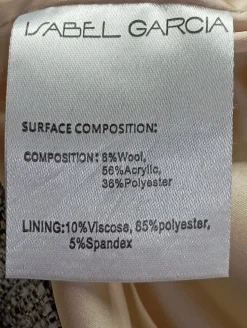 ISABEL GARCIA
SURFACE COMPOSITION:
COMPOSITION: 8%Wool,
56%Acrylic,
36%Polyester
LINING:10%Viscose, 85%polyester,
5%Spandex